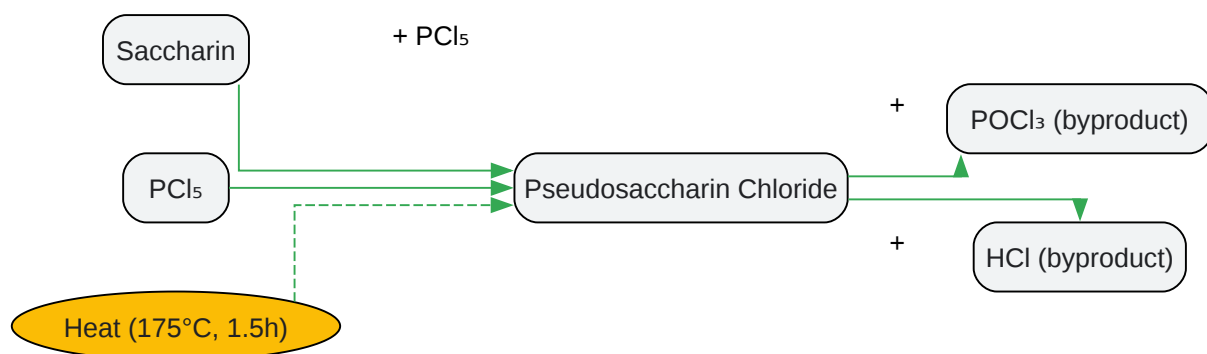 Saccharin
+ PCl₅
+
POCl₃ (byproduct)
PCl₅
Pseudosaccharin Chloride
+
HCl (byproduct)
Heat (175°C, 1.5h)